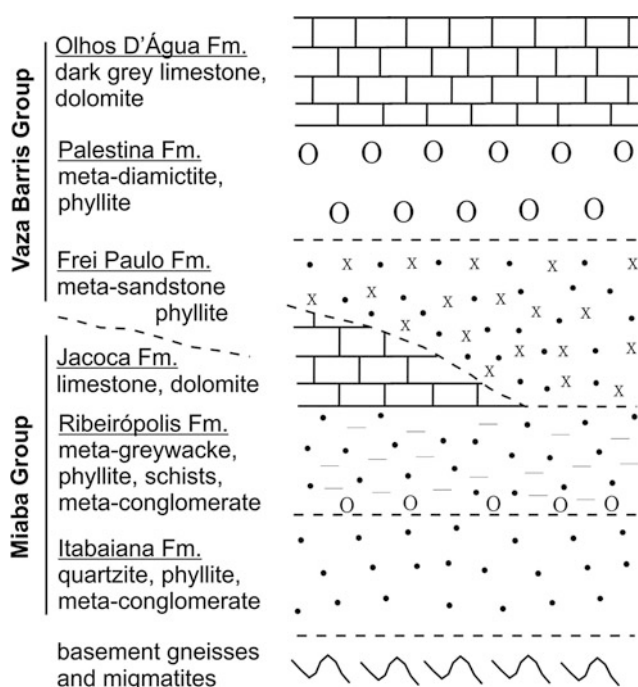 Vaza Barris Group
Olhos D'Água Fm.
dark grey limestone,
dolomite
Palestina Fm.
meta-diamictite,
phyllite
Frei Paulo Fm.
meta-sandstone
phyllite
Miaba Group
Jacoca Fm.
limestone, dolomite
Ribeirópolis Fm.
meta-greywacke,
phyllite, schists,
meta-conglomerate
Itabaiana Fm.
quartzite, phyllite,
meta-conglomerate
basement gneisses
and migmatites